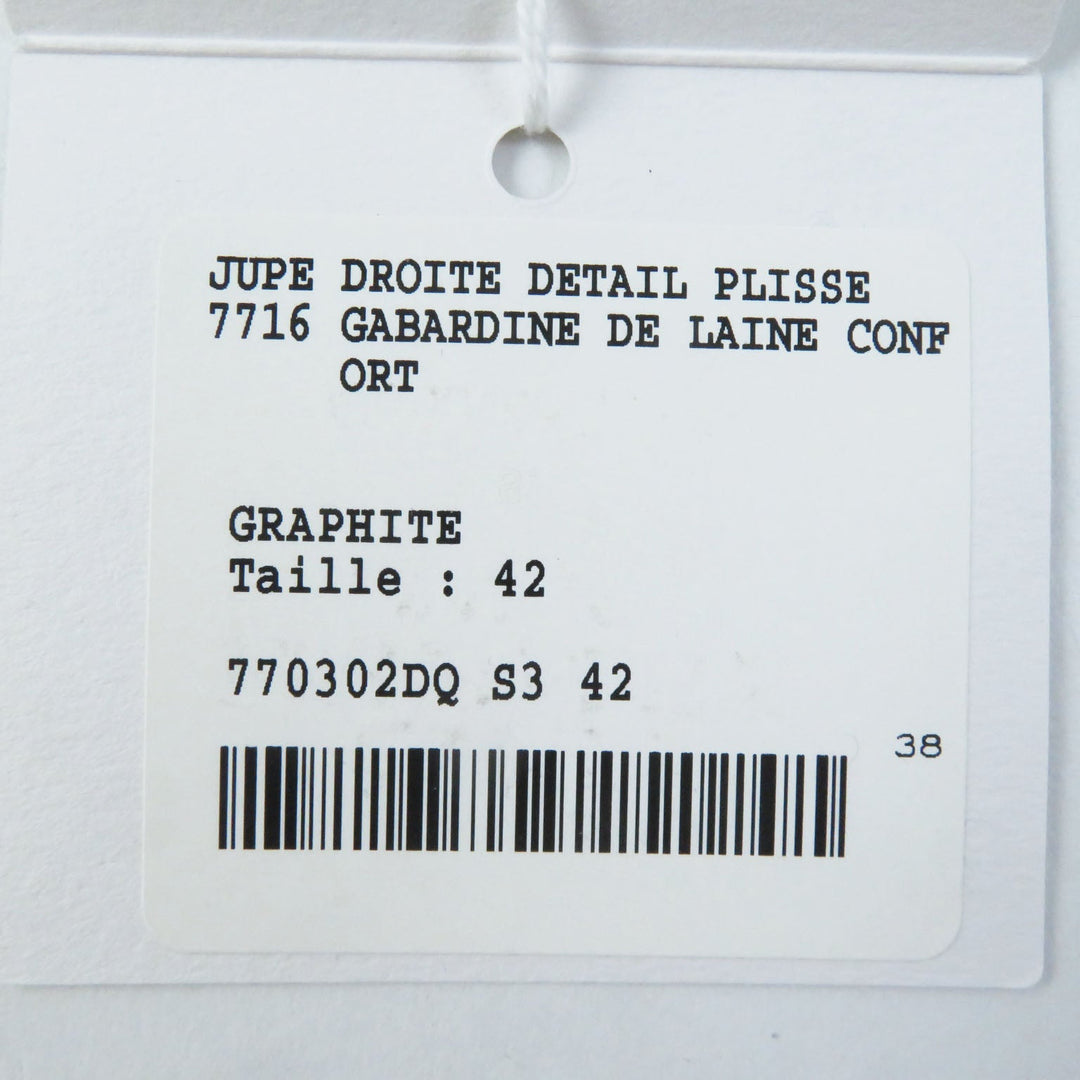 JUPE DROITE DETAIL PLISSE
7716 GABARDINE DE LAINE CONF
ORT
GRAPHITE
Taille : 42
770302DQ S3 42
38